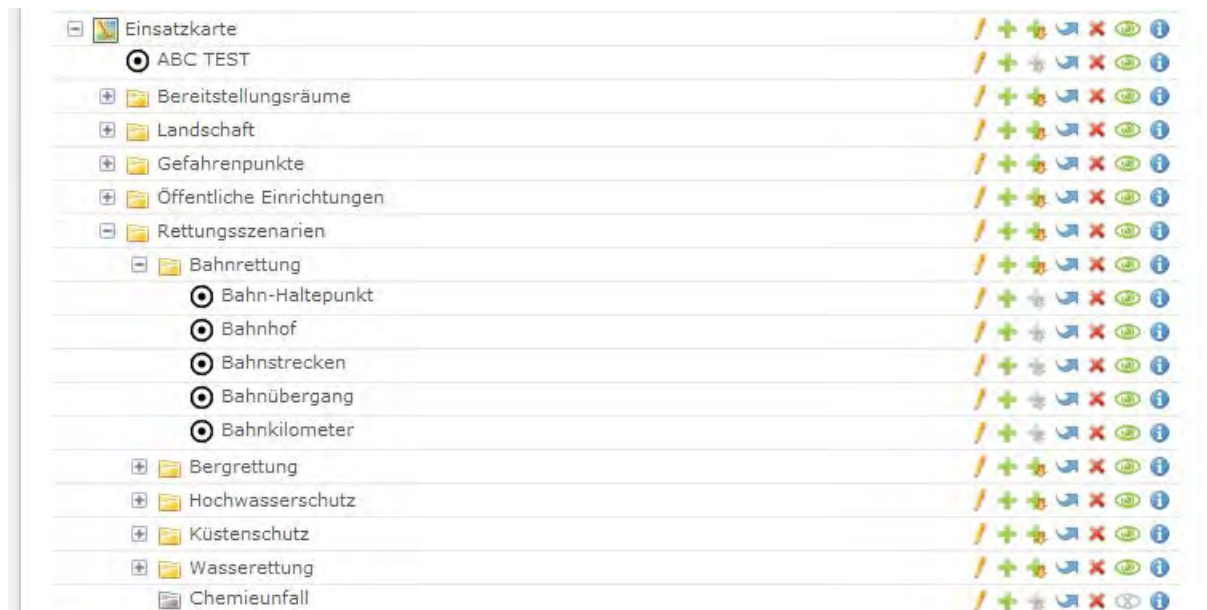 Einsatzkarte
ABC TEST
Bereitstellungsräume
Landschaft
Gefahrenpunkte
Öffentliche Einrichtungen
Rettungsszenarien
Bahnrettung
Bahn-Haltepunkt
Bahnhof
Bahnstrecken
Bahnübergang
Bahnkilometer
Bergrettung
Hochwasserschutz
Küstenschutz
Wasserettung
Chemieunfall